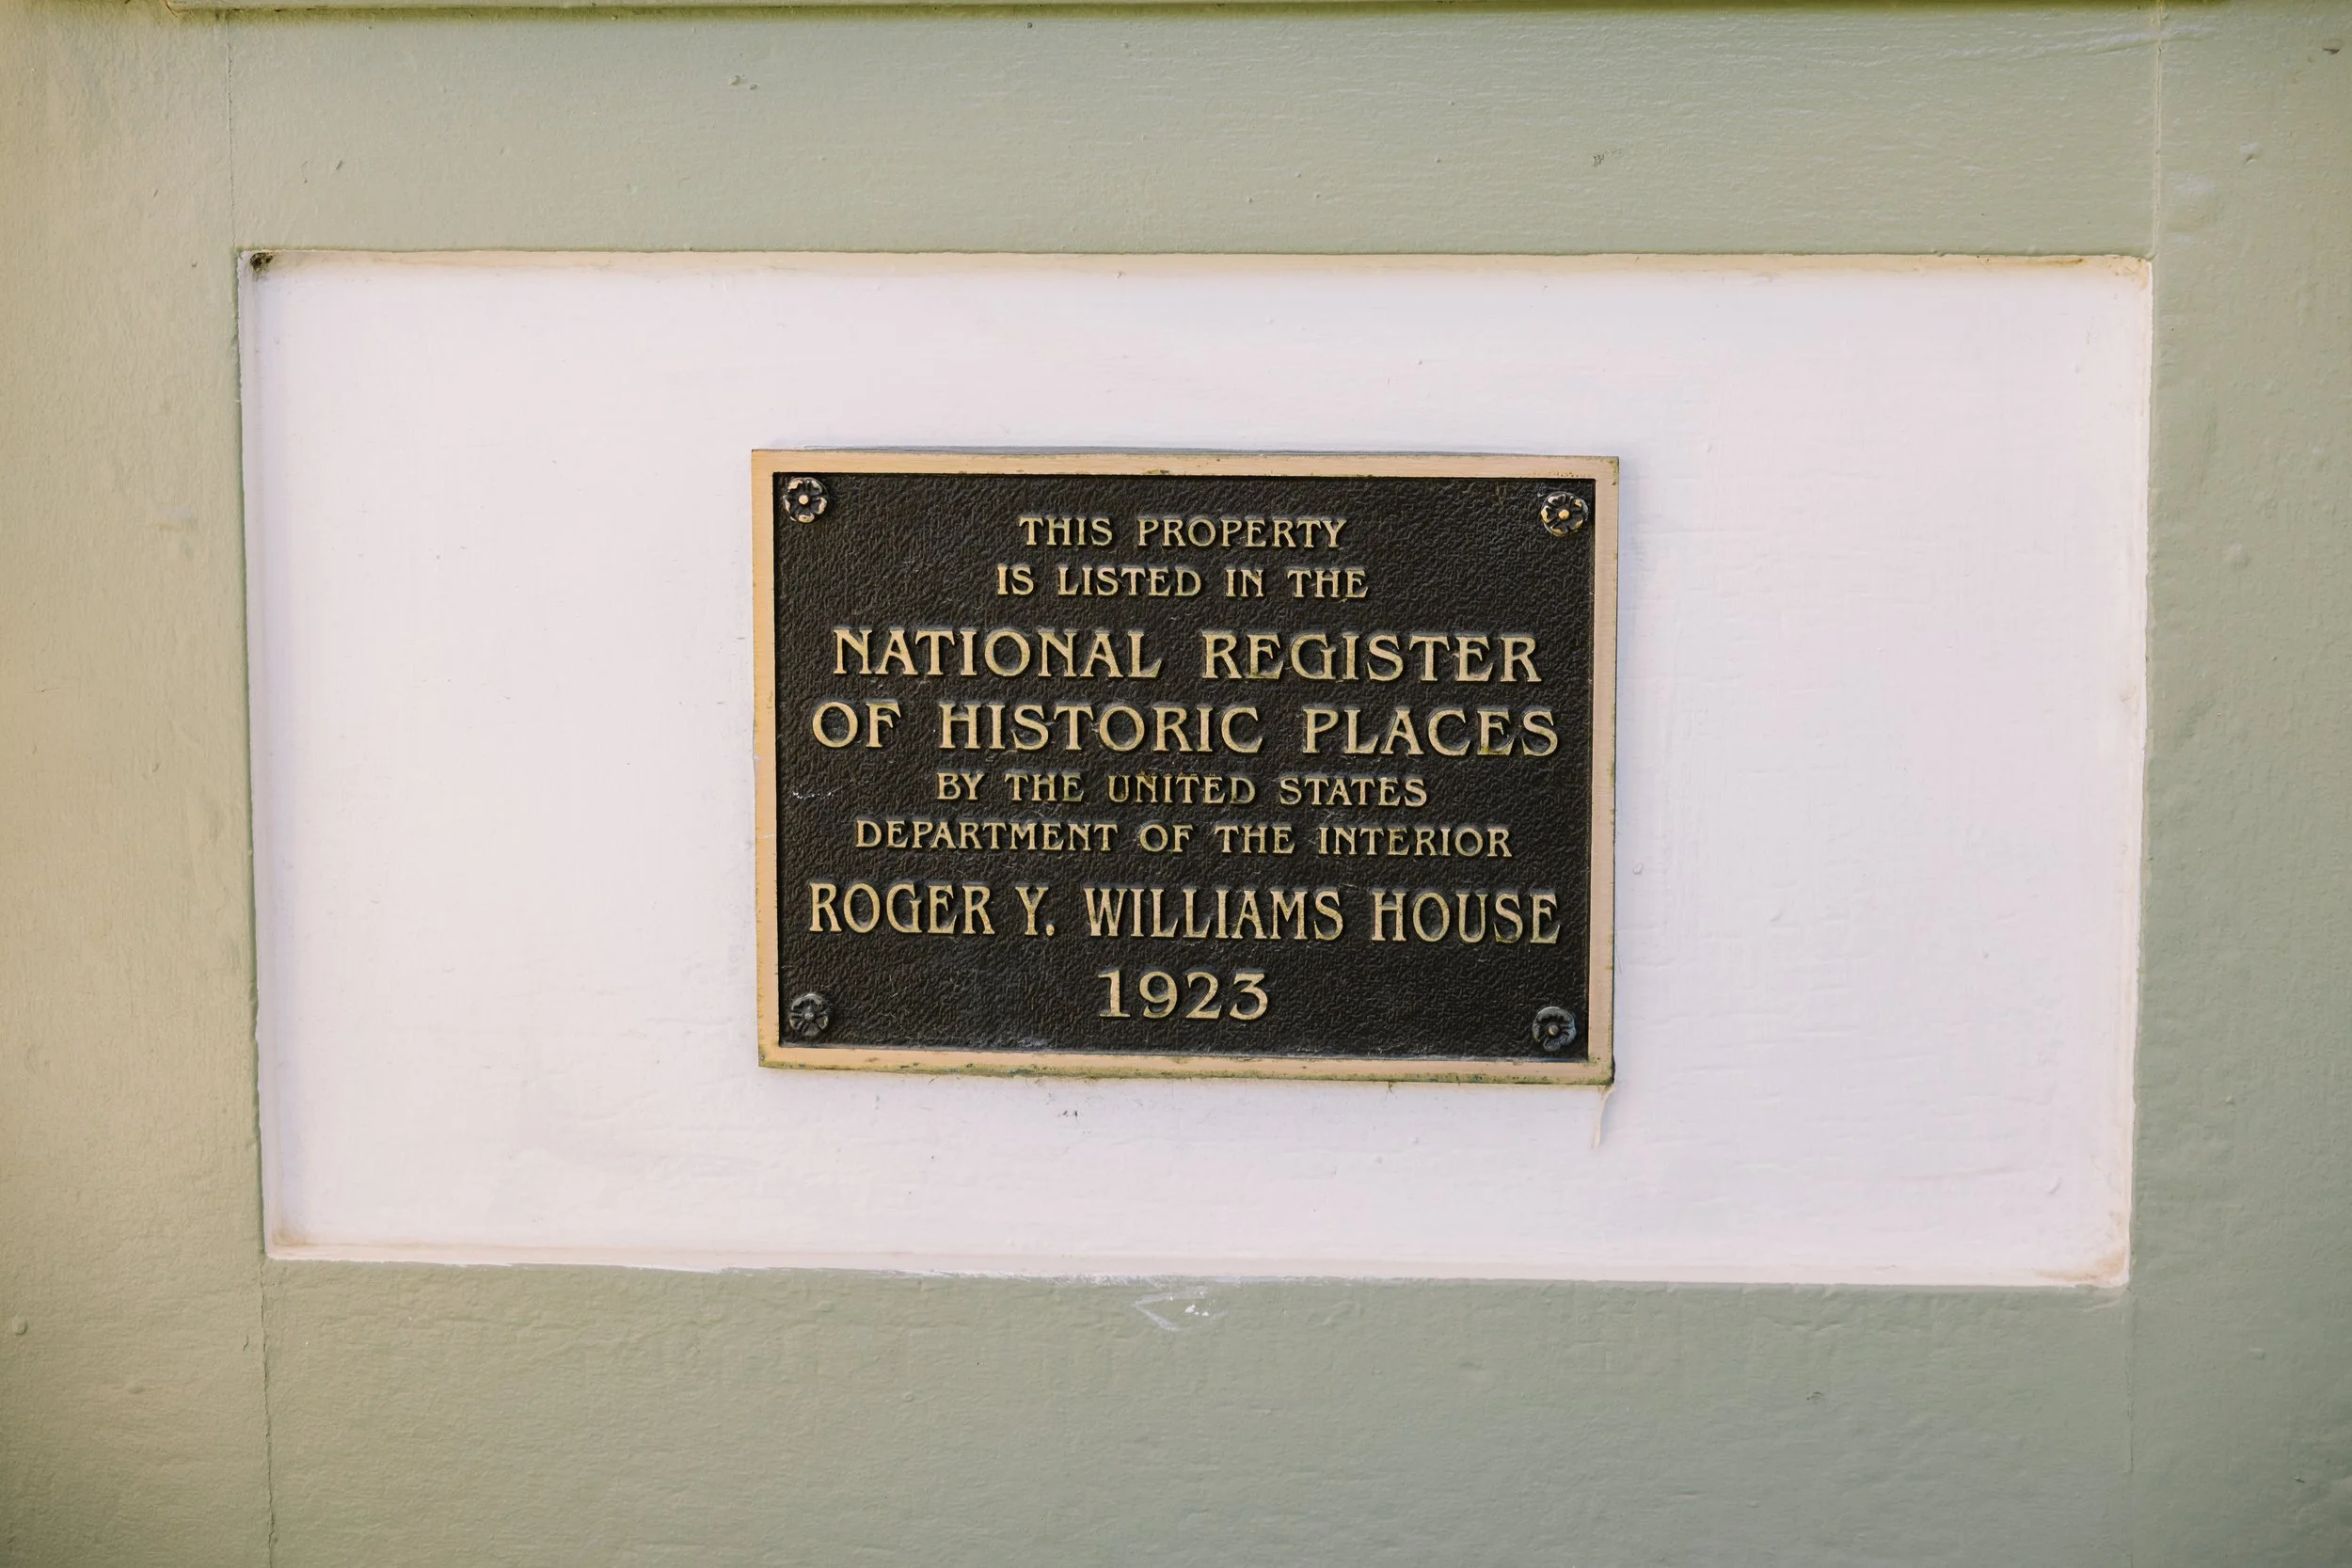 THIS PROPERTY
IS LISTED IN THE
NATIONAL REGISTER
OF HISTORIC PLACES
BY THE UNITED STATES
DEPARTMENT OF THE INTERIOR
ROGER Y. WILLIAMS HOUSE
1923